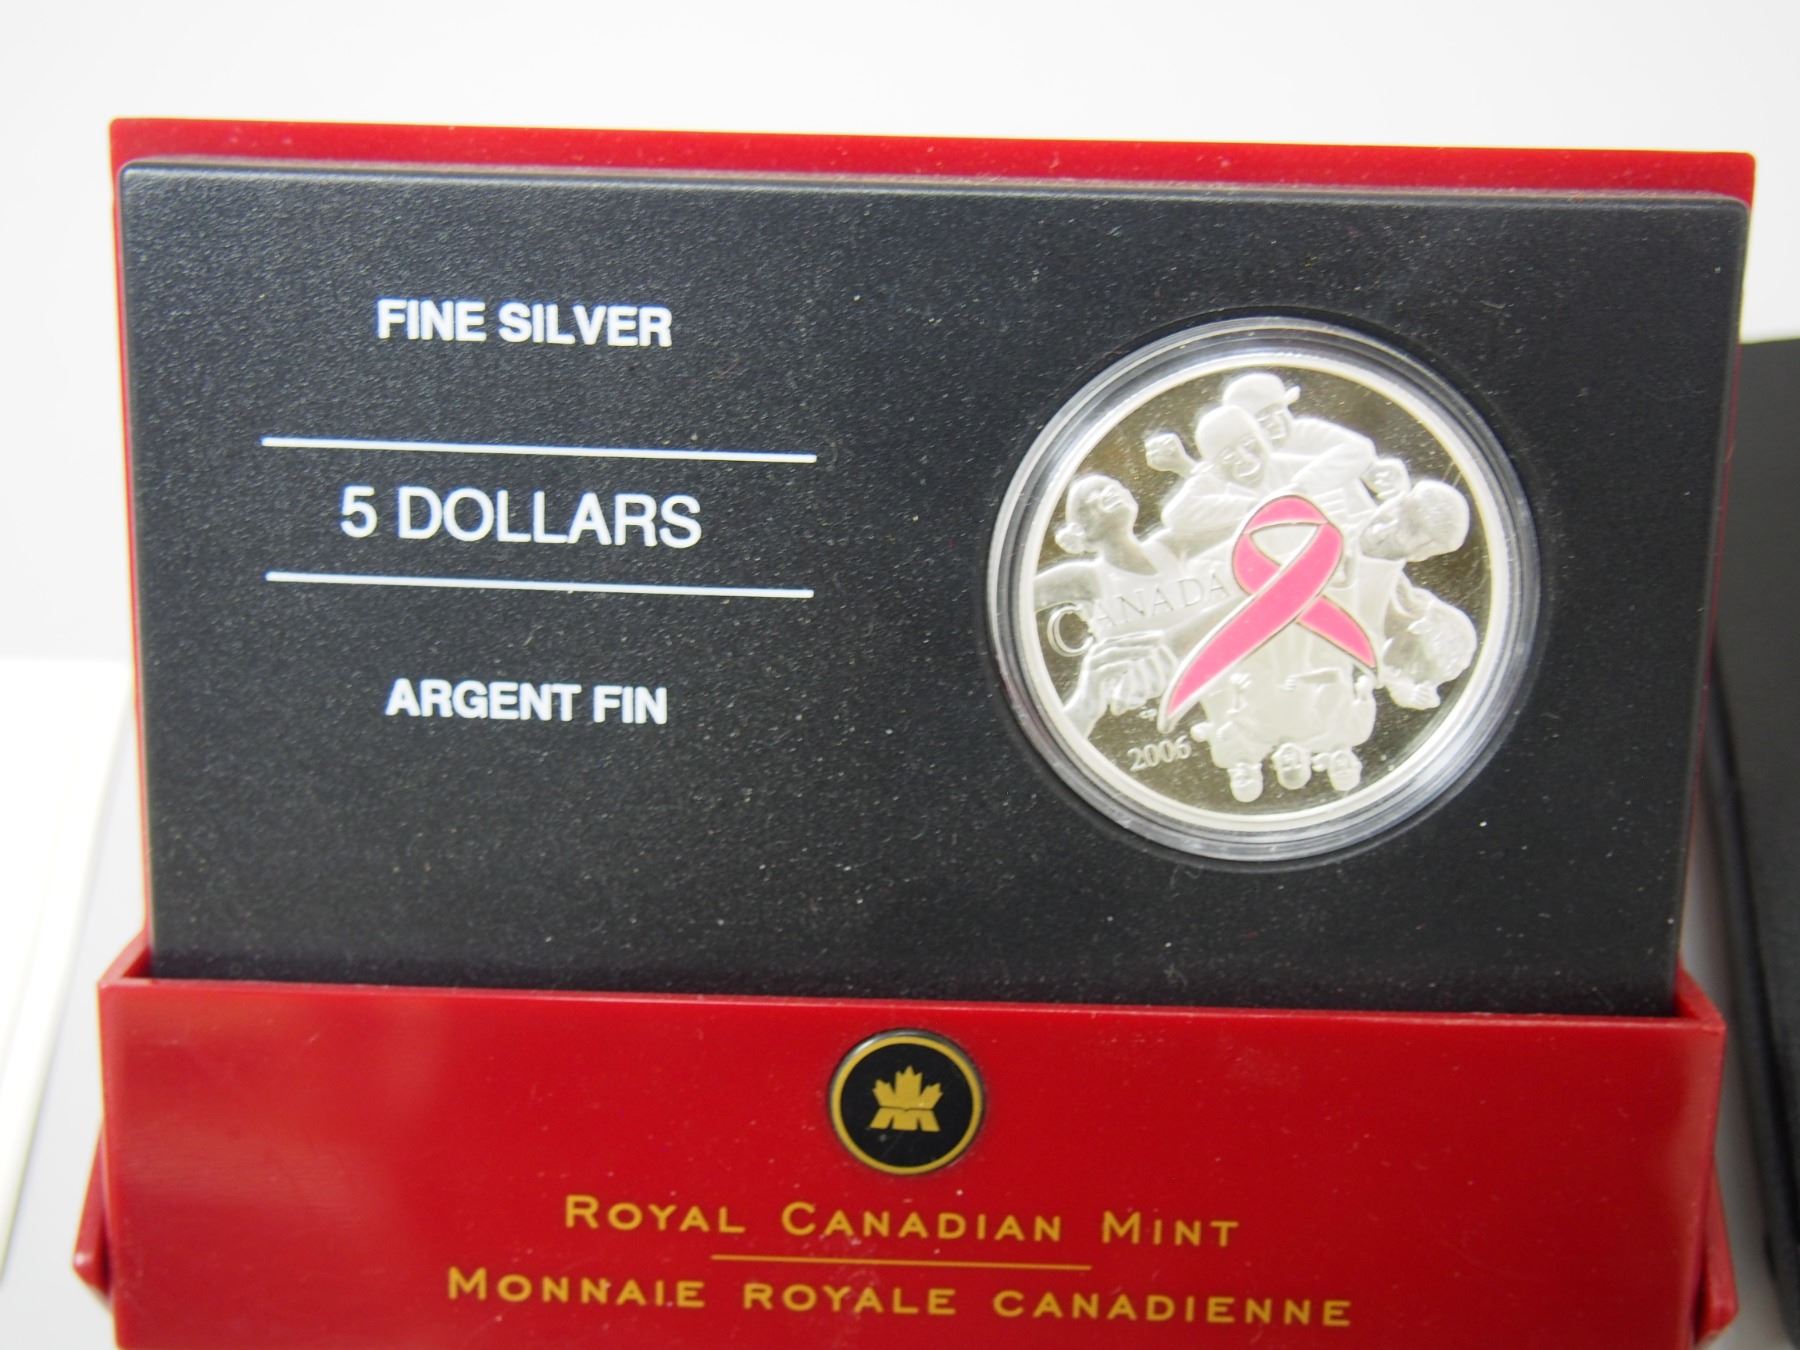 FINE SILVER
5 DOLLARS
ARGENT FIN
CANADA
2006
ROYAL CANADIAN MINT
MONNAIE ROYALE CANADIENNE